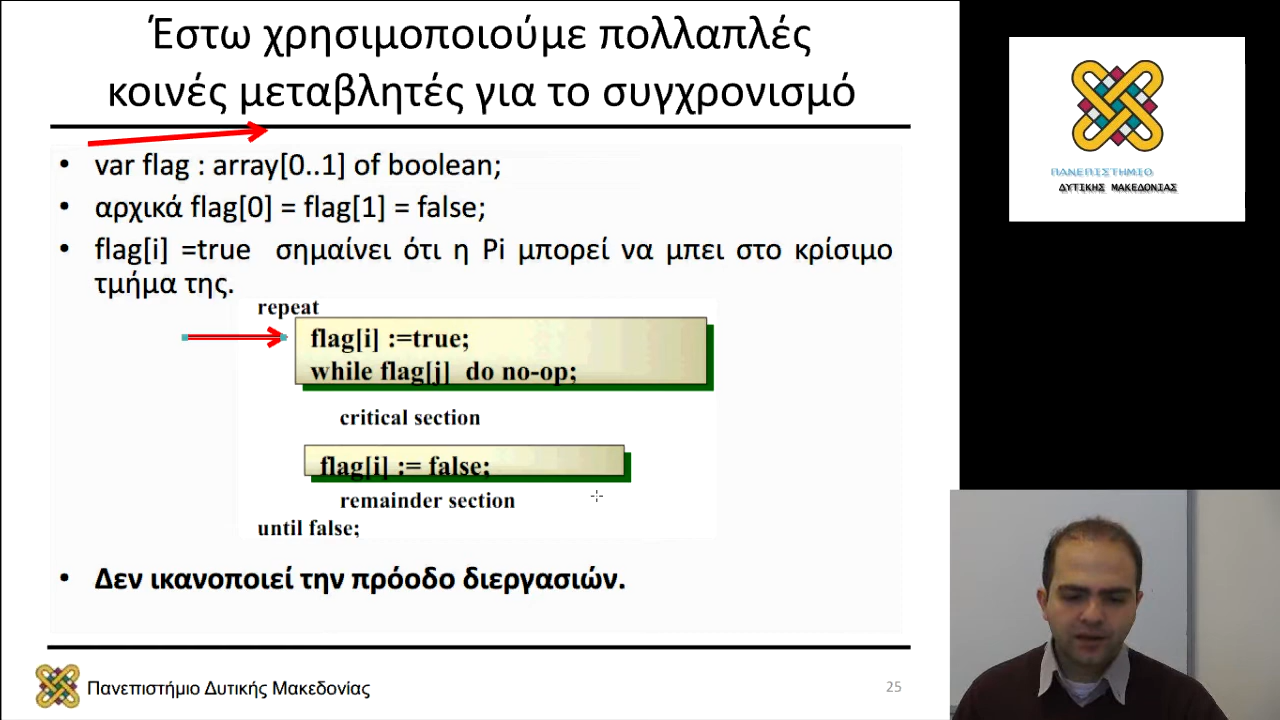 Έστω χρησιμοποιούμε πολλαπλές
κοινές μεταβλητές για το συγχρονισμό
• var flag : array[0..1] of boolean;
• αρχικά flag[0] = flag[1] = false;
• flag[i] =true σημαίνει ότι η Pi μπορεί να μπει στο κρίσιμο
τμήμα της.
repeat
flag[i] :=true;
while flag[j] do no-op;
critical section
flag[i] := false;
remainder section
until false;
• Δεν ικανοποιεί την πρόοδο διεργασιών.
Πανεπιστήμιο Δυτικής Μακεδονίας
25
ΠΑΝΕΠΙΣΤΗΜΙΟ
ΔΥΤΙΚΗΣ ΜΑΚΕΔΟΝΙΑΣ